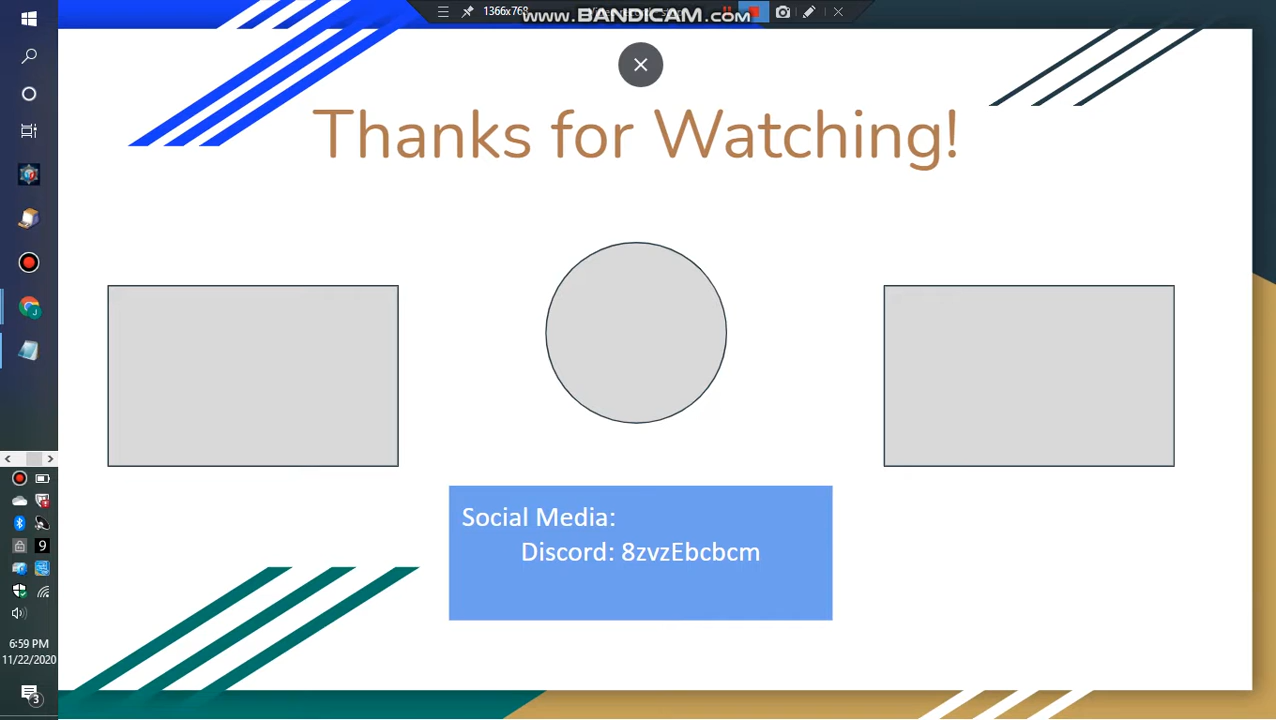 1366x768
www.BANDICAM.com
Thanks for Watching!
Social Media:
Discord: 8zvzEbcbcm
9
6:59 PM
11/22/2020
3